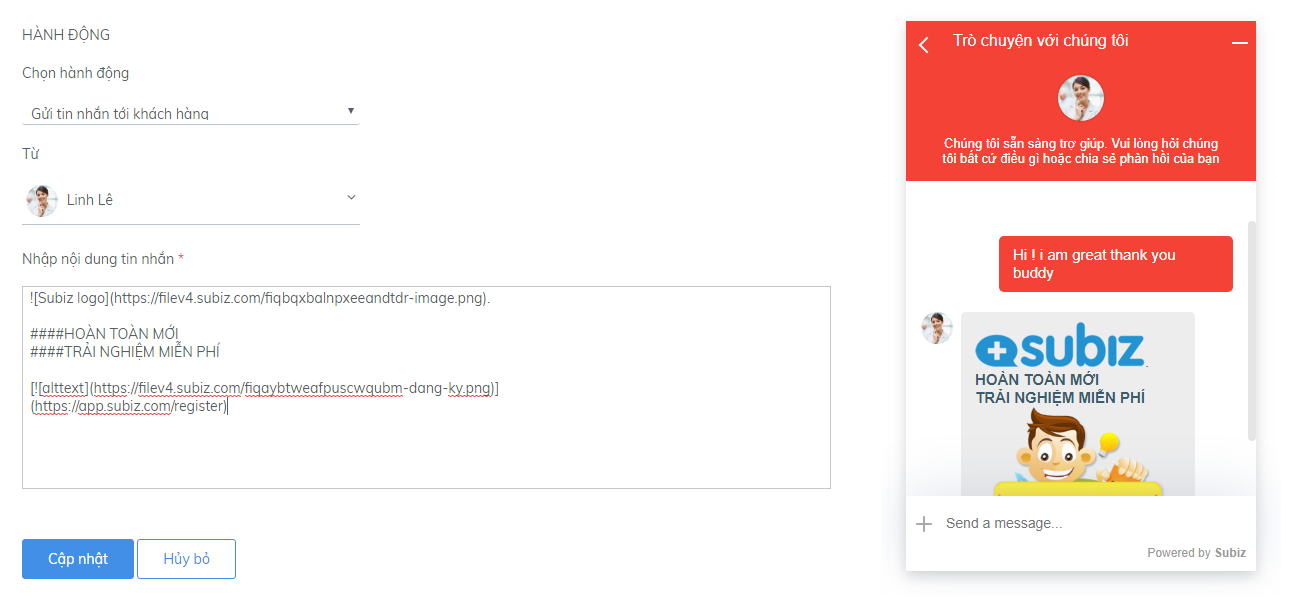 HÀNH ĐỘNG
Chọn hành động
Gửi tin nhắn tới khách hàng
Từ
Linh Lê
Nhập nội dung tin nhắn *
![Subiz logo](https://filev4.subiz.com/fiqbqxbalnpxeeandtdr-image.png).
####HOÀN TOÀN MỚI
####TRẢI NGHIỆM MIỄN PHÍ
[![alttext](https://filev4.subiz.com/fiqaybtweafpuscwqubm-dang-ky.png)]
(https://app.subiz.com/register)
Cập nhật
Hủy bỏ
Trò chuyện với chúng tôi
Chúng tôi sẵn sàng trợ giúp. Vui lòng hỏi chúng
tôi bất cứ điều gì hoặc chia sẻ phản hồi của bạn
Hi ! i am great thank you
buddy
subiz.
HOÀN TOÀN MỚI
TRẢI NGHIỆM MIỄN PHÍ
Send a message...
Powered by Subiz